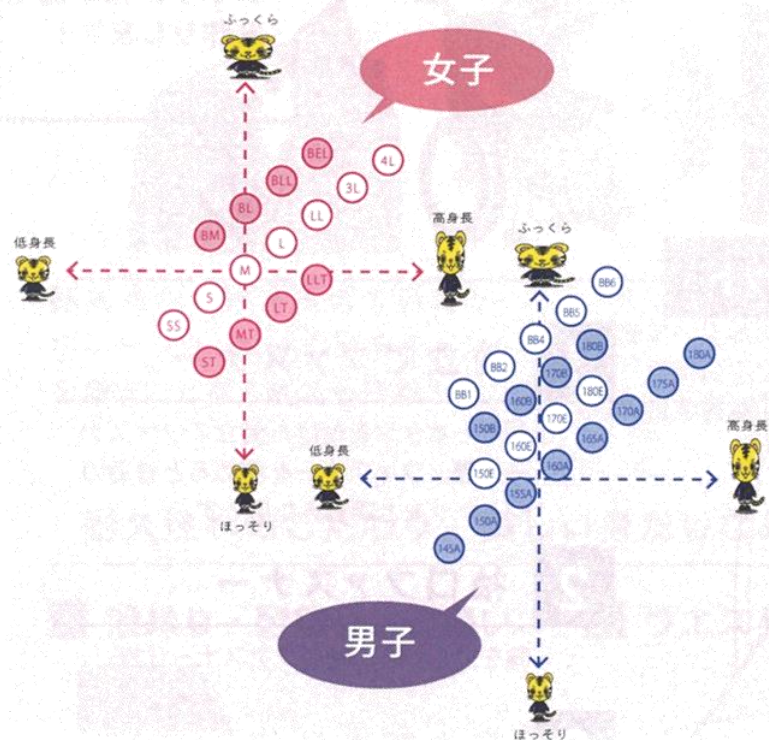 ふっくら
女子
BEL
4L
BLL
3L
BL
LL
BM
L
低身長
高身長
M
LLT
S
LT
SS
MT
ST
ほっそり
ふっくら
BB6
BB5
BB4
180B
180A
BB2
170B
175A
BB1
160B
180E
170A
150B
170E
165A
160E
高身長
低身長
150E
160A
155A
150A
145A
男子
ほっそり